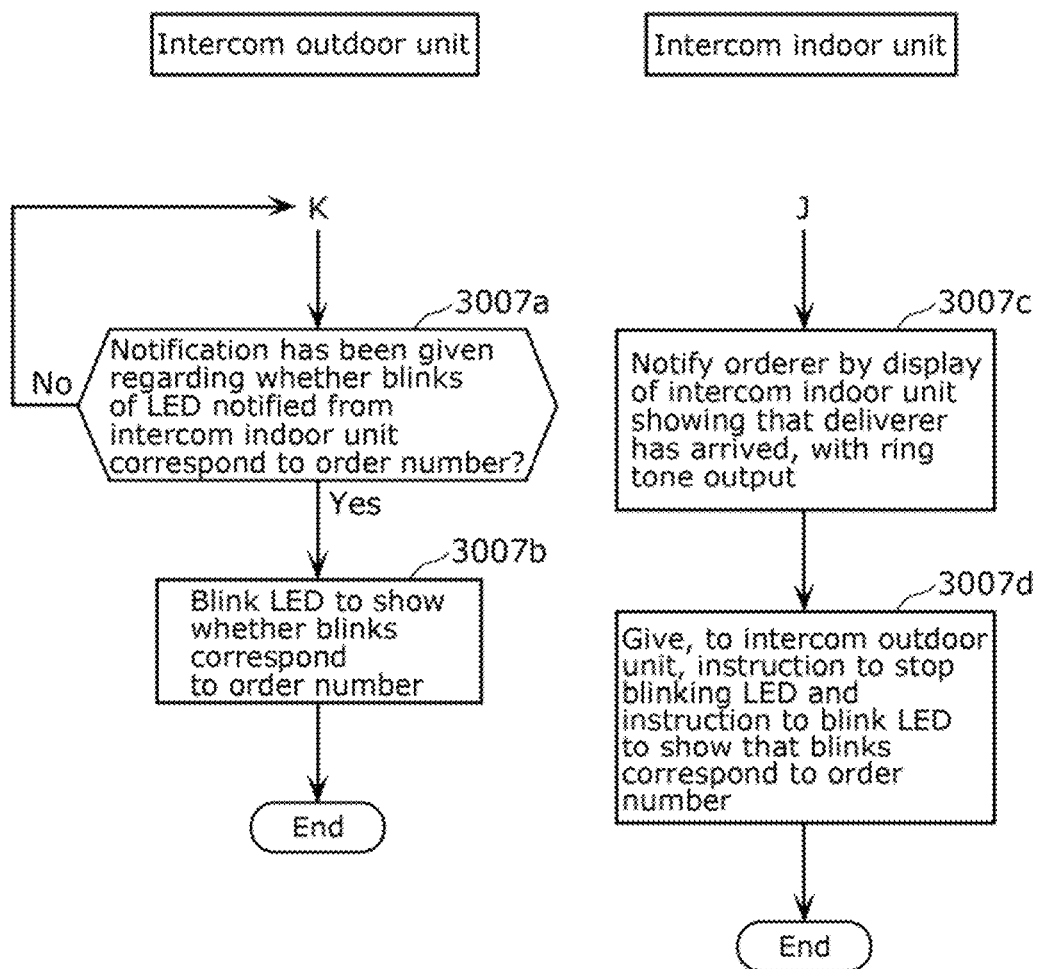 Intercom outdoor unit
Intercom indoor unit
K
3007a
Notification has been given
regarding whether blinks
of LED notified from
intercom indoor unit
correspond to order number?
No
Yes
3007b
Blink LED to show
whether blinks
correspond
to order number
End
J
3007c
Notify orderer by display
of intercom indoor unit
showing that deliverer
has arrived, with ring
tone output
3007d
Give, to intercom outdoor
unit, instruction to stop
blinking LED and
instruction to blink LED
to show that blinks
correspond to order
number
End